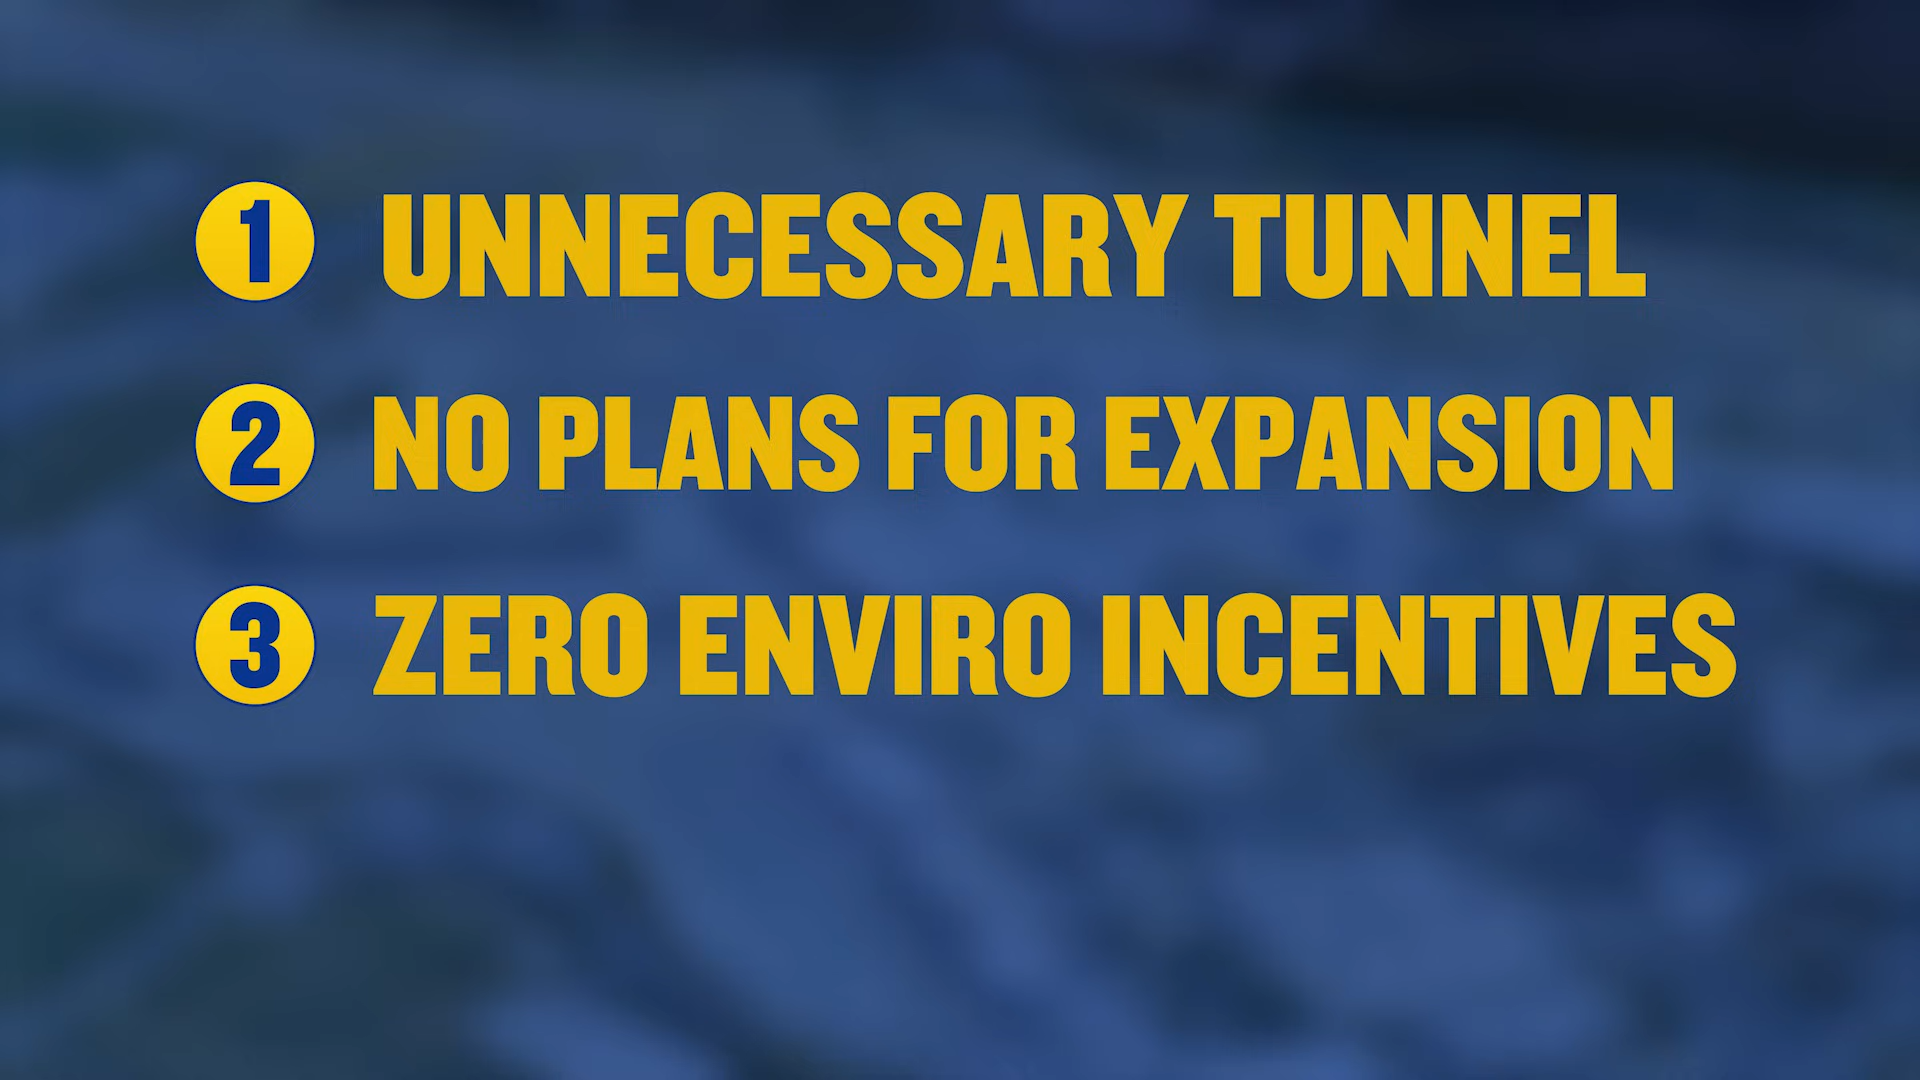 1 UNNECESSARY TUNNEL
2 NO PLANS FOR EXPANSION
3 ZERO ENVIRO INCENTIVES